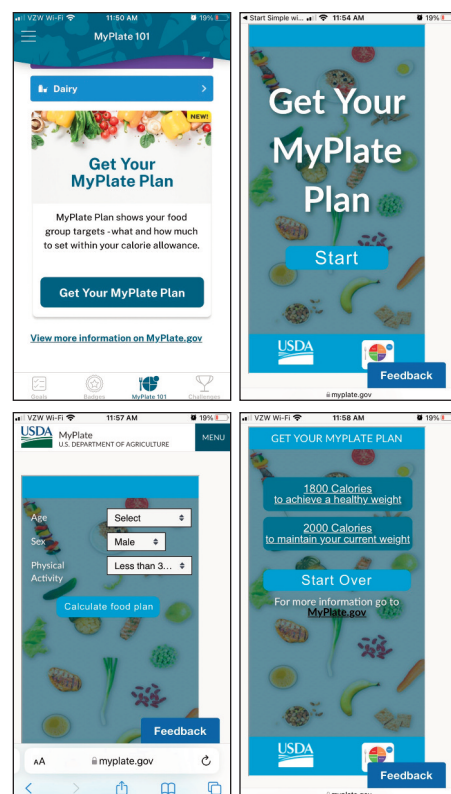 VZW Wi-Fi 11:50 AM 19%
MyPlate 101
Dairy
NEW!
Get Your
MyPlate Plan
MyPlate Plan shows your food
group targets - what and how much
to set within your calorie allowance.
Get Your MyPlate Plan
View more information on MyPlate.gov
Goals Badges MyPlate 101 Challenges
Start Simple wi... 11:54 AM 19%
Get Your
MyPlate
Plan
Start
USDA
Feedback
myplate.gov
VZW Wi-Fi 11:57 AM 19%
USDA MyPlate MENU
U.S. DEPARTMENT OF AGRICULTURE
Age Select
Sex Male
Physical Less than 3...
Activity
Calculate food plan
Feedback
AA myplate.gov
VZW Wi-Fi 11:58 AM 19%
GET YOUR MYPLATE PLAN
1800 Calories
to achieve a healthy weight
2000 Calories
to maintain your current weight
Start Over
For more information go to
MyPlate.gov
USDA
Feedback
myplate.gov